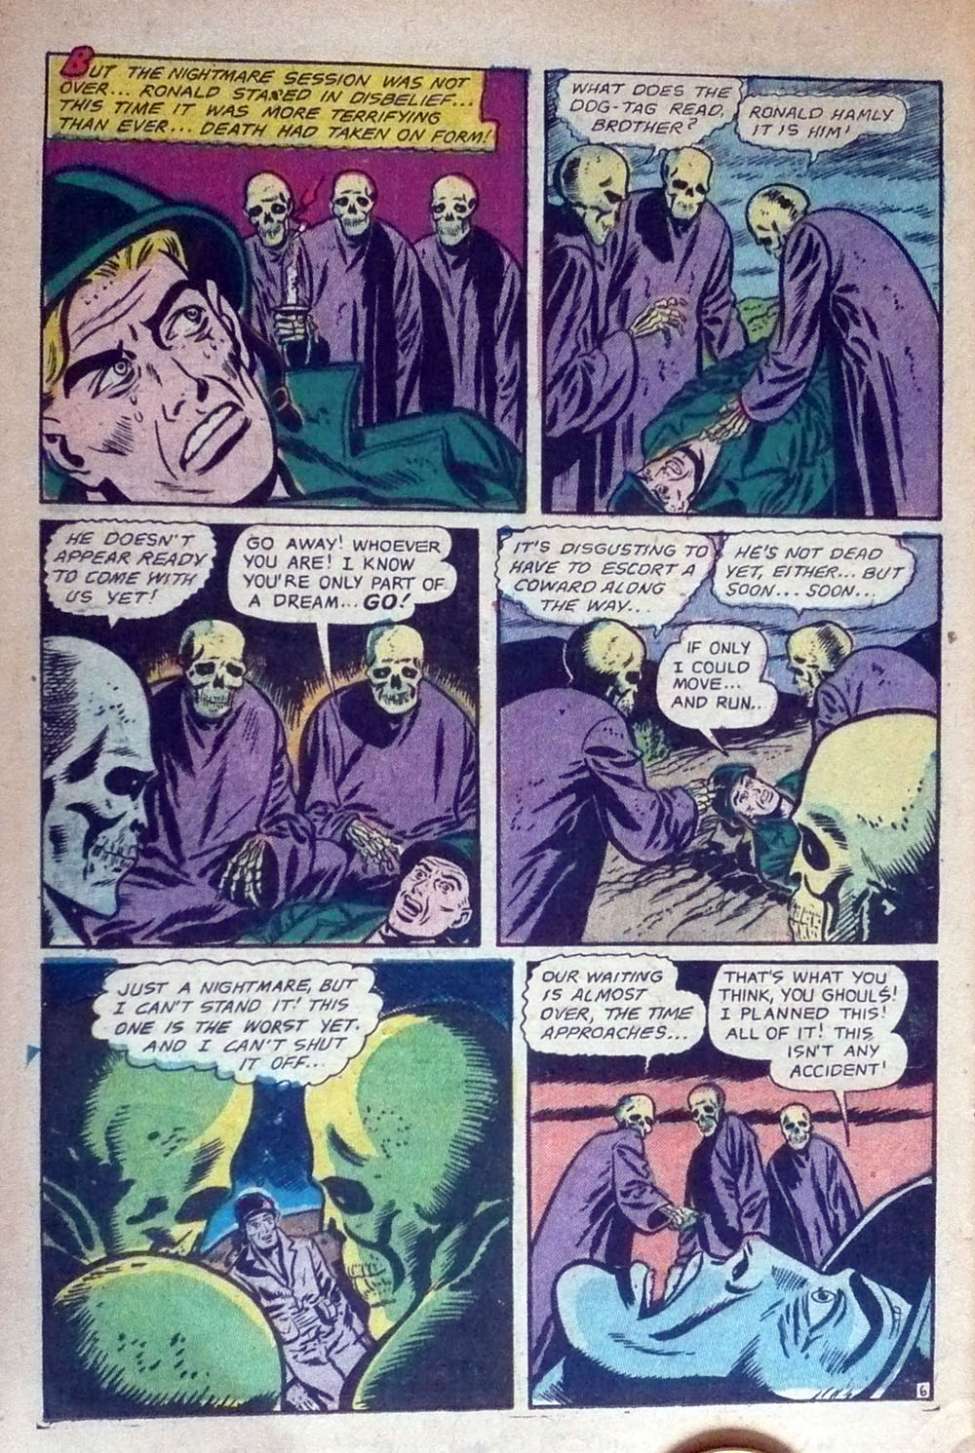 BUT THE NIGHTMARE SESSION WAS NOT
OVER... RONALD STARED IN DISBELIEF...
THIS TIME IT WAS MORE TERRIFYING
THAN EVER... DEATH HAD TAKEN ON FORM!
WHAT DOES THE
DOG-TAG READ,
BROTHER?
RONALD HAMLY
IT IS HIM!
HE DOESN'T
APPEAR READY
TO COME WITH
US YET!
GO AWAY! WHOEVER
YOU ARE! I KNOW
YOU'RE ONLY PART OF
A DREAM... GO!
IT'S DISGUSTING TO
HAVE TO ESCORT A
COWARD ALONG
THE WAY...
HE'S NOT DEAD
YET, EITHER... BUT
SOON... SOON...
IF ONLY
I COULD
MOVE...
AND RUN..
JUST A NIGHTMARE, BUT
I CAN'T STAND IT! THIS
ONE IS THE WORST YET.
AND I CAN'T SHUT
IT OFF...
OUR WAITING
IS ALMOST
OVER, THE TIME
APPROACHES...
THAT'S WHAT YOU
THINK, YOU GHOULS!
I PLANNED THIS!
ALL OF IT! THIS
ISN'T ANY
ACCIDENT!
6